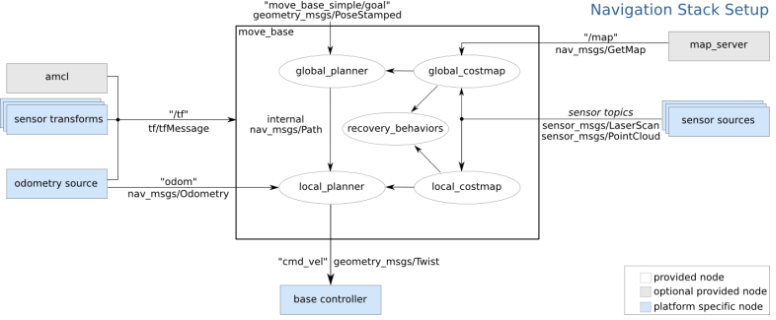 Navigation Stack Setup
move_base_simple/goal"
geometry_msgs/PoseStamped
move_base
"/map"
nav_msgs/GetMap
map_server
amcl
global_planner
global_costmap
sensor transforms
"/tf"
tf/tfMessage
internal
nav_msgs/Path
recovery_behaviors
sensor topics
sensor_msgs/LaserScan
sensor_msgs/PointCloud
sensor sources
odometry source
"odom"
nav_msgs/Odometry
local_planner
local_costmap
"cmd_vel"
geometry_msgs/Twist
base controller
provided node
optional provided node
platform specific node